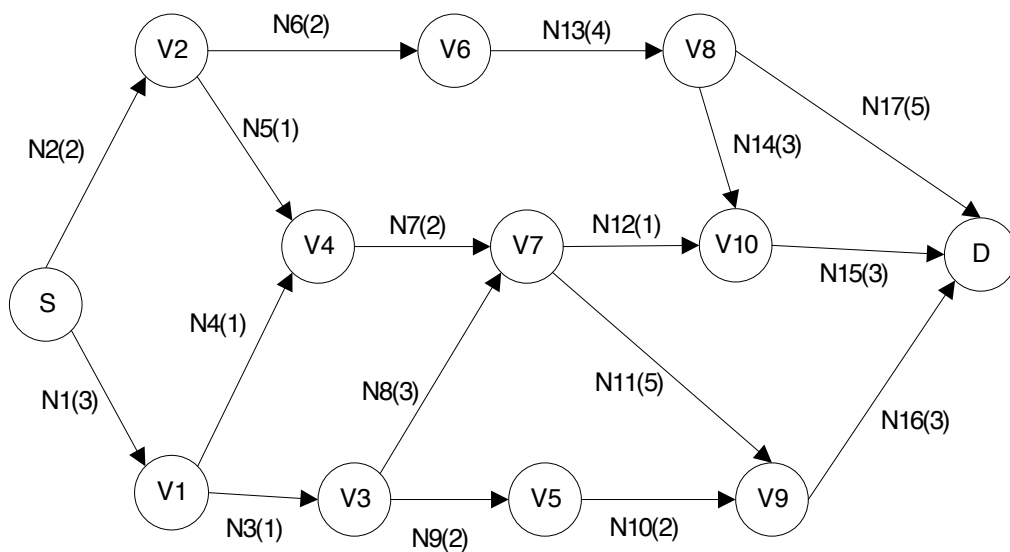 N6(2)
N13(4)
V2
V6
V8
N17(5)
N5(1)
N2(2)
N14(3)
N7(2)
N12(1)
V4
V7
V10
D
N15(3)
S
N4(1)
N8(3)
N11(5)
N1(3)
N16(3)
V1
V3
V5
V9
N3(1)
N9(2)
N10(2)